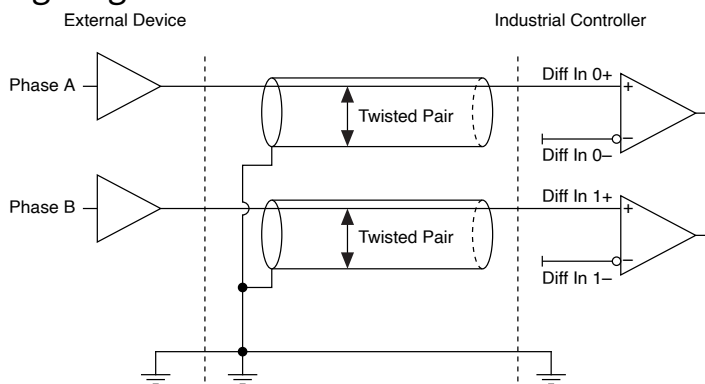 External Device
Industrial Controller
Phase A
Diff In 0+
+
Twisted Pair
–
Diff In 0–
Phase B
Diff In 1+
+
Twisted Pair
–
Diff In 1–